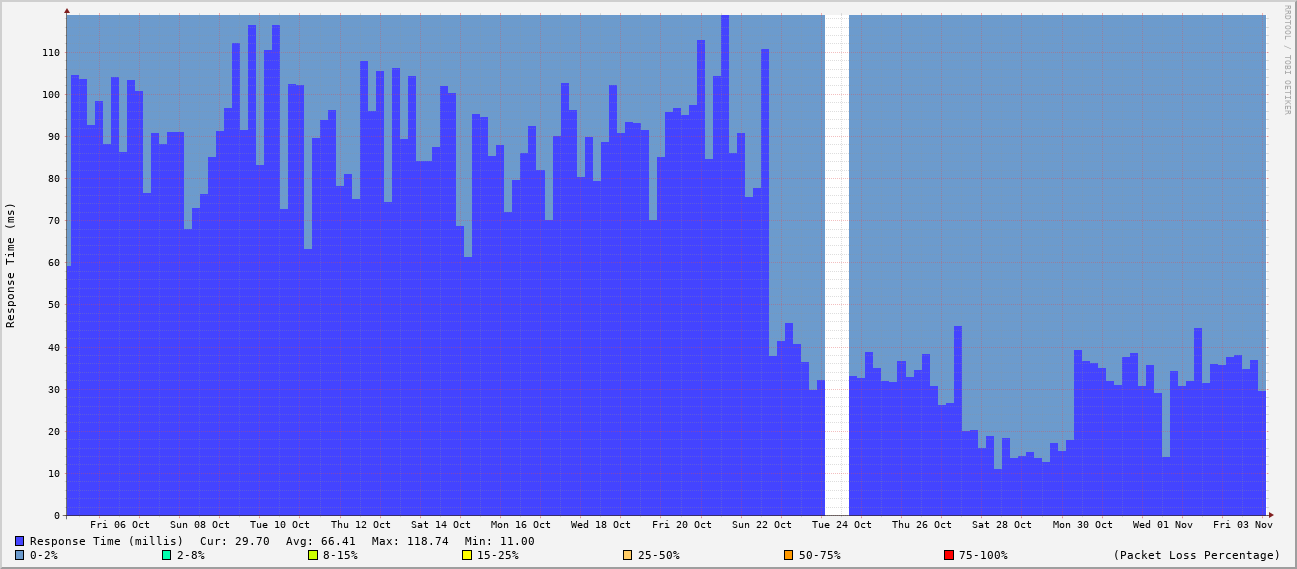 RRDTOOL / TOBI OETIKER
Response Time (ms)
110
100
90
80
70
60
50
40
30
20
10
0
Fri 06 Oct Sun 08 Oct Tue 10 Oct Thu 12 Oct Sat 14 Oct Mon 16 Oct Wed 18 Oct Fri 20 Oct Sun 22 Oct Tue 24 Oct Thu 26 Oct Sat 28 Oct Mon 30 Oct Wed 01 Nov Fri 03 Nov
Response Time (millis) Cur: 29.70 Avg: 66.41 Max: 118.74 Min: 11.00
0-2% 2-8% 8-15% 15-25% 25-50% 50-75% 75-100% (Packet Loss Percentage)